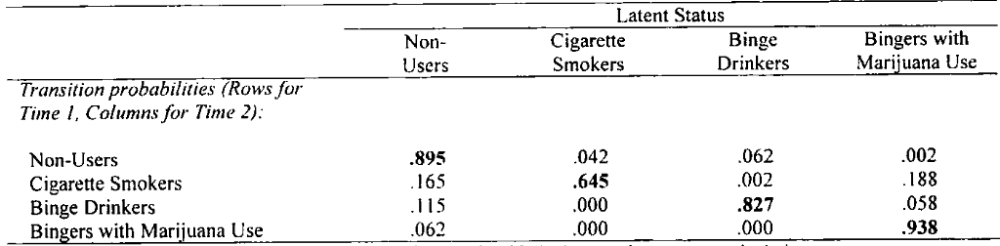 Latent Status
Non-Users Cigarette Smokers Binge Drinkers Bingers with Marijuana Use
Transition probabilities (Rows for
Time 1, Columns for Time 2):
Non-Users .895 .042 .062 .002
Cigarette Smokers .165 .645 .002 .188
Binge Drinkers .115 .000 .827 .058
Bingers with Marijuana Use .062 .000 .000 .938